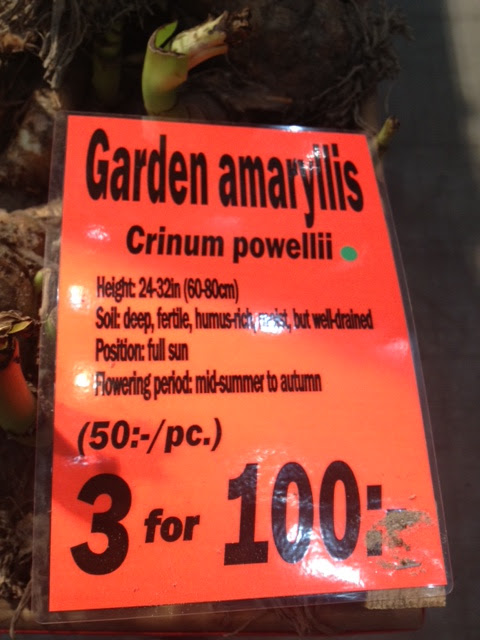 Garden amaryllis
Crinum powellii
Height: 24-32in (60-80cm)
Soil: deep, fertile, humus-rich, moist, but well-drained
Position: full sun
Flowering period: mid-summer to autumn
(50:-/pc.)
3 for 100:-